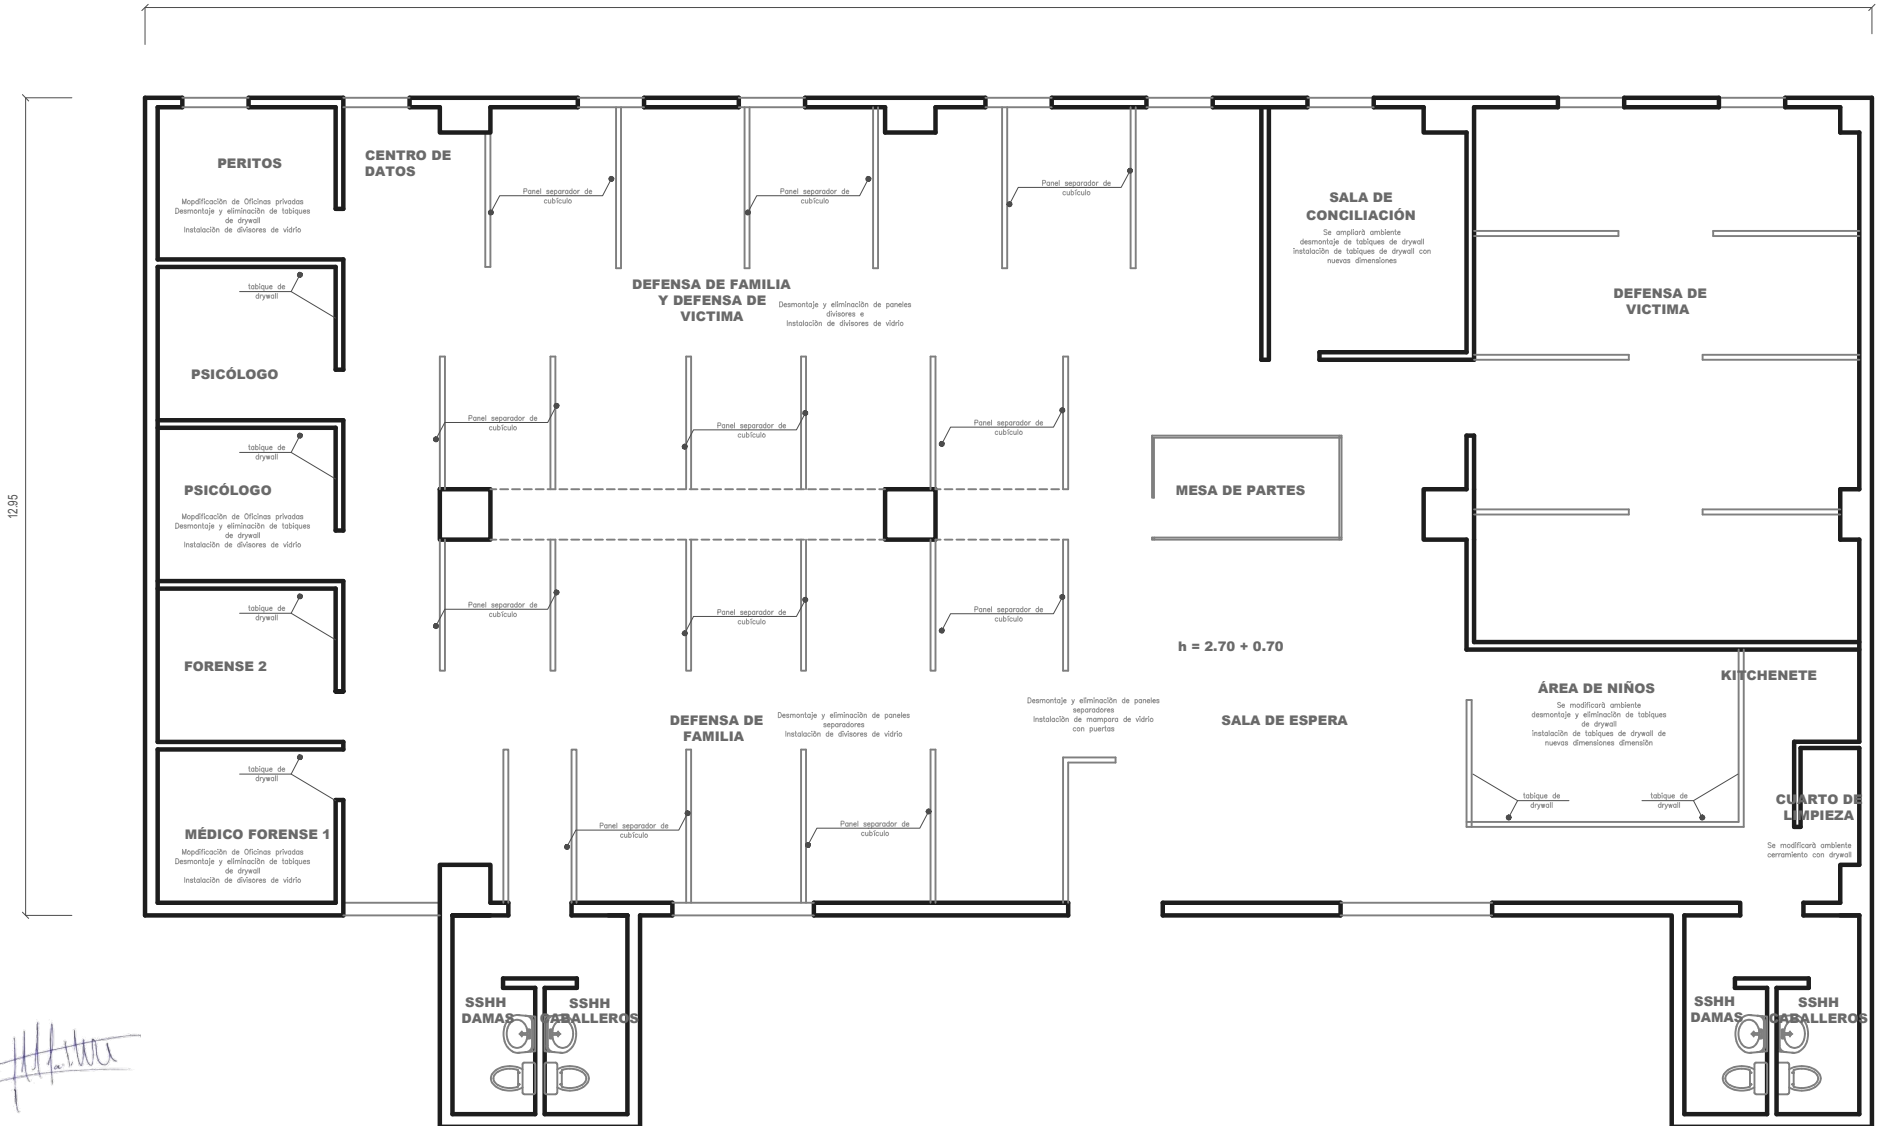 12.95
PERITOS
Mopdificación de Oficinas privadas
Desmontaje y eliminación de tabiques
de drywall
Instalación de divisores de vidrio
CENTRO DE
DATOS
Panel separador de
cubículo
Panel separador de
cubículo
Panel separador de
cubículo
SALA DE
CONCILIACIÓN
Se ampliará ambiente
desmontaje de tabiques de drywall
instalación de tabiques de drywall con
nuevas dimensiones
DEFENSA DE
VICTIMA
tabique de
drywall
PSICÓLOGO
DEFENSA DE FAMILIA
Y DEFENSA DE
VICTIMA
Desmontaje y eliminación de paneles
divisores e
Instalación de divisores de vidrio
Panel separador de
cubículo
Panel separador de
cubículo
Panel separador de
cubículo
tabique de
drywall
PSICÓLOGO
Mopdificación de Oficinas privadas
Desmontaje y eliminación de tabiques
de drywall
Instalación de divisores de vidrio
MESA DE PARTES
tabique de
drywall
FORENSE 2
Panel separador de
cubículo
Panel separador de
cubículo
Panel separador de
cubículo
h = 2.70 + 0.70
DEFENSA DE
FAMILIA
Desmontaje y eliminación de paneles
separadores
Instalación de divisores de vidrio
Desmontaje y eliminación de paneles
separadores
Instalación de mampara de vidrio
con puertas
SALA DE ESPERA
ÁREA DE NIÑOS
Se modificará ambiente
desmontaje y eliminación de tabiques
de drywall
instalación de tabiques de drywall de
nuevas dimensiones dimensión
KITCHENETE
tabique de
drywall
MÉDICO FORENSE 1
Mopdificación de Oficinas privadas
Desmontaje y eliminación de tabiques
de drywall
Instalación de divisores de vidrio
Panel separador de
cubículo
Panel separador de
cubículo
tabique de
drywall
tabique de
drywall
CUARTO DE
LIMPIEZA
Se modificará ambiente
cerramiento con drywall
SSHH
DAMAS
SSHH
CABALLEROS
SSHH
DAMAS
SSHH
CABALLEROS